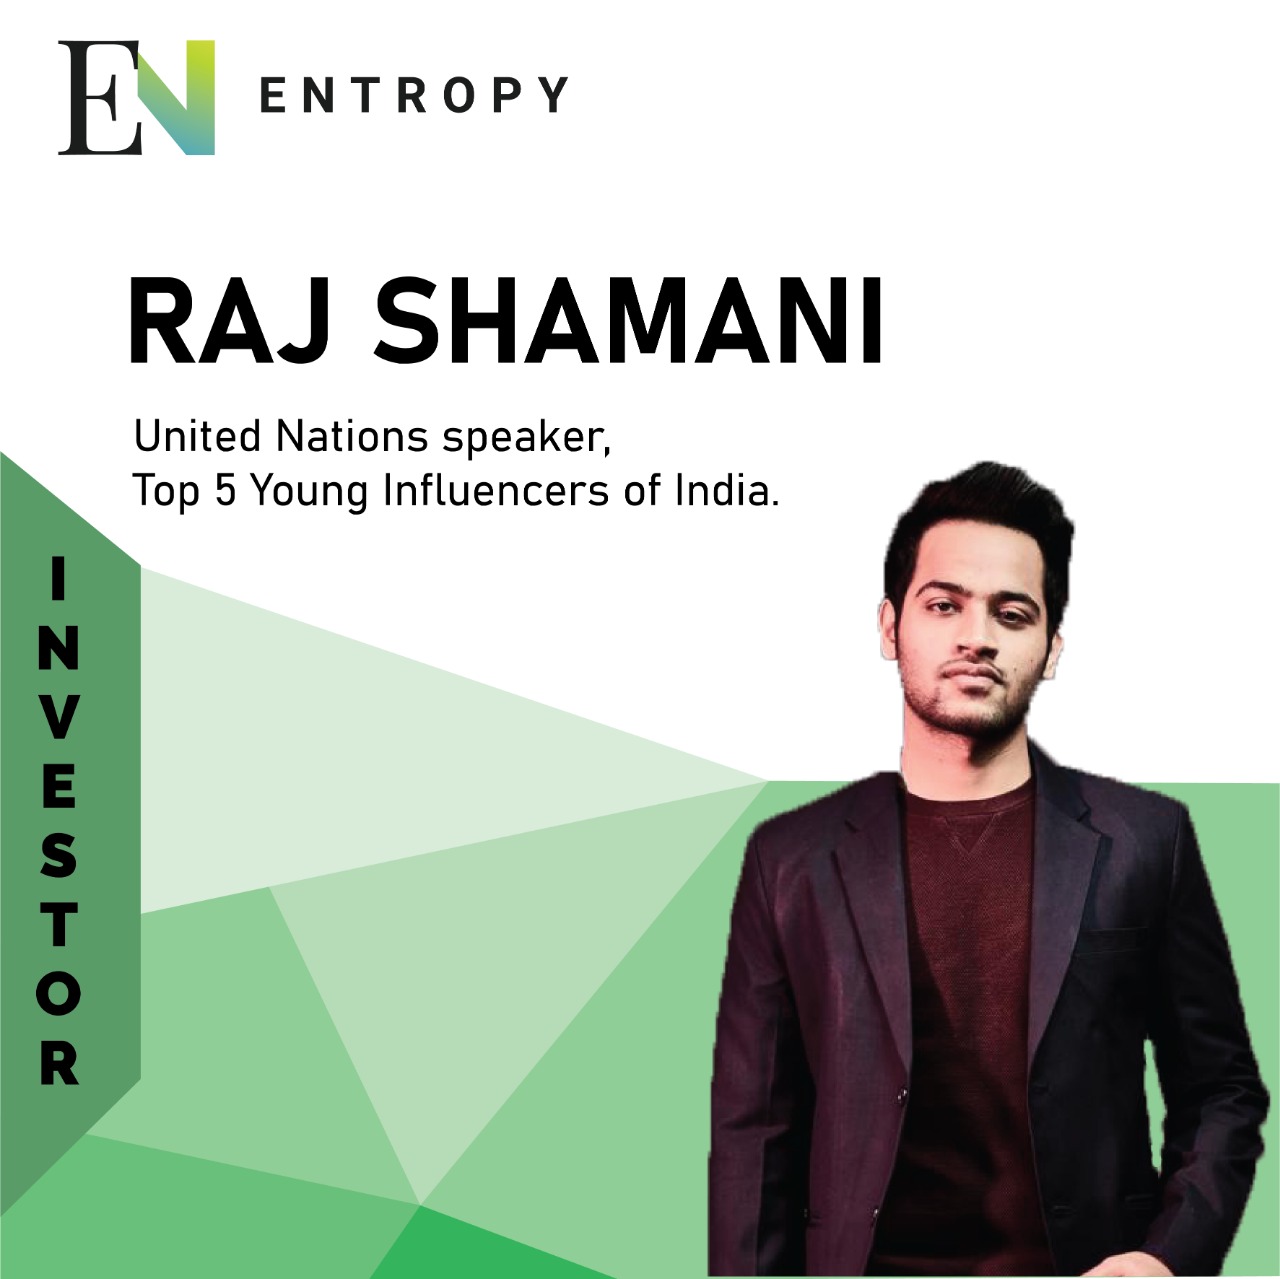 EN ENTROPY
RAJ SHAMANI
United Nations speaker,
Top 5 Young Influencers of India.
INVESTOR